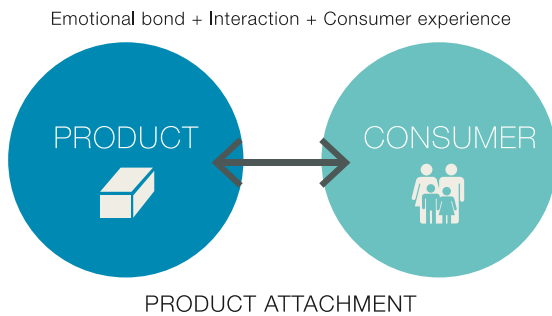 Emotional bond + Interaction + Consumer experience
PRODUCT
CONSUMER
PRODUCT ATTACHMENT